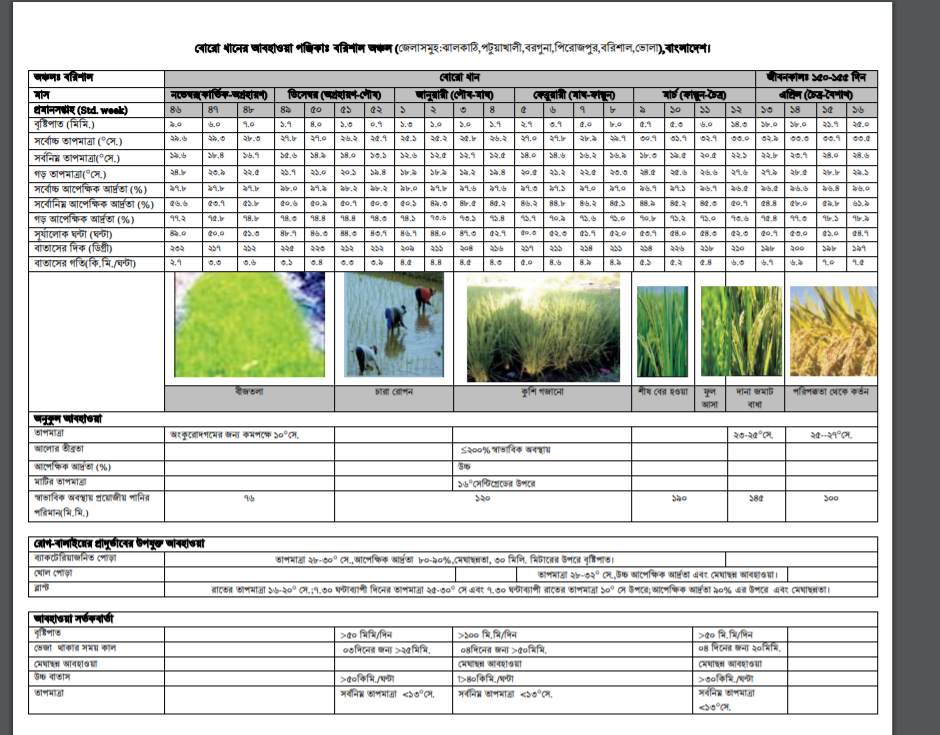 বোরো ধানের আবহাওয়া পঞ্জিকাঃ বরিশাল অঞ্চল (জেলাসমুহ:ঝালকাঠি,পটুয়াখালী,বরগুনা,পিরোজপুর,বরিশাল,ভোলা),বাংলাদেশ।
অঞ্চলঃ বরিশাল বোরো ধান জীবনকালঃ ১৫০-১৫৫ দিন
মাস নভেম্বর(কার্তিক-অগ্রহায়ণ) ডিসেম্বর (অগ্রহায়ণ-পৌষ) জানুয়ারী (পৌষ-মাঘ) ফেব্রুয়ারী (মাঘ-ফাল্গুন) মার্চ (ফাল্গুন-চৈত্র) এপ্রিল (চৈত্র-বৈশাখ)
প্রমানসপ্তাহ (Std. week) ৪৬ ৪৭ ৪৮ ৪৯ ৫০ ৫১ ৫২ ১ ২ ৩ ৪ ৫ ৬ ৭ ৮ ৯ ১০ ১১ ১২ ১৩ ১৪ ১৫ ১৬
বৃষ্টিপাত (মিমি.) ৯.০ ৬.০ ৭.০ ১.৭ ৪.০ ১.৩ ০.৭ ১.৩ ১.০ ১.০ ১.৭ ২.৭ ৩.৭ ৫.০ ৮.০ ৫.৭ ৫.৩ ৬.০ ১৪.৩ ১৮.০ ১৮.০ ২১.৭ ২৫.০
সর্বোচ্চ তাপমাত্রা (°সে.) ২৯.৬ ২৯.৩ ২৮.৩ ২৭.৮ ২৭.০ ২৬.২ ২৫.৭ ২৫.১ ২৫.২ ২৫.৮ ২৬.২ ২৭.০ ২৭.৮ ২৮.৯ ২৯.৭ ৩০.৭ ৩১.৭ ৩২.৭ ৩৩.০ ৩২.৯ ৩৩.৩ ৩৩.৭ ৩৩.৫
সর্বনিম্ন তাপমাত্রা(°সে.) ১৯.৬ ১৮.৪ ১৬.৭ ১৫.৬ ১৪.৯ ১৪.০ ১৩.১ ১২.৬ ১২.৫ ১২.৭ ১২.৫ ১৪.০ ১৪.৬ ১৬.২ ১৬.৯ ১৮.৩ ১৯.৫ ২০.৫ ২২.১ ২২.৮ ২৩.৭ ২৪.০ ২৪.৬
গড় তাপমাত্রা(°সে.) ২৪.৮ ২৩.৯ ২২.৫ ২১.৭ ২১.০ ২০.১ ১৯.৪ ১৮.৯ ১৮.৯ ১৯.২ ১৯.৪ ২০.৫ ২১.২ ২২.৫ ২৩.৩ ২৪.৫ ২৫.৬ ২৬.৬ ২৭.৬ ২৭.৯ ২৮.৫ ২৮.৮ ২৯.১
সর্বোচ্চ আপেক্ষিক আর্দ্রতা (%) ৯৭.৮ ৯৭.৮ ৯৭.৮ ৯৮.০ ৯৭.৯ ৯৮.২ ৯৮.২ ৯৮.০ ৯৭.৮ ৯৭.৬ ৯৭.৬ ৯৭.৩ ৯৭.১ ৯৭.০ ৯৭.০ ৯৬.৭ ৯৭.১ ৯৬.৭ ৯৬.৫ ৯৬.৫ ৯৬.৬ ৯৬.৪ ৯৬.০
সর্বোনিম্ন আপেক্ষিক আর্দ্রতা (%) ৫৬.৬ ৫৩.৭ ৫১.৮ ৫০.৬ ৫০.৯ ৫০.৭ ৫০.৩ ৫০.১ ৪৯.৩ ৪৮.৫ ৪৫.২ ৪৬.২ ৪৪.৮ ৪৬.২ ৪৫.১ ৪৪.৯ ৪৫.২ ৪৫.৩ ৫০.৭ ৫৪.৪ ৫৮.০ ৫৯.৮ ৬১.৯
গড় আপেক্ষিক আর্দ্রতা (%) ৭৭.২ ৭৫.৮ ৭৪.৮ ৭৪.৩ ৭৪.৪ ৭৪.৪ ৭৪.৩ ৭৪.১ ৭৩.৬ ৭৩.১ ৭১.৪ ৭১.৭ ৭০.৯ ৭১.৬ ৭১.০ ৭০.৮ ৭১.২ ৭১.০ ৭৩.৬ ৭৫.৪ ৭৭.৩ ৭৮.১ ৭৮.৯
সূর্যালোক ঘন্টা (ঘন্টা) ৪৯.০ ৫০.০ ৫১.৩ ৪৮.৭ ৪৬.৩ ৪৪.৩ ৪৩.৭ ৪৬.৭ ৪৪.০ ৪৭.৩ ৫২.৭ ৫০.৩ ৫২.৩ ৫১.৭ ৫২.০ ৫৩.৭ ৫৪.০ ৫৪.৩ ৫২.৩ ৫০.৭ ৫৩.০ ৫১.০ ৫৪.৭
বাতাসের দিক (ডিগ্রী) ২৩২ ২১৭ ২১২ ২২৫ ২২৩ ২১২ ২১২ ২০৯ ২১১ ২০৪ ২১৬ ২১৭ ২১১ ২১৪ ২১১ ২১৪ ২২৬ ২১৮ ২১০ ১৯৮ ২০০ ১৯৮ ১৯৭
বাতাসের গতি(কি.মি./ঘন্টা) ২.৭ ৩.৩ ৩.৬ ৩.১ ৩.৪ ৩.৩ ৩.৯ ৪.৫ ৪.৪ ৪.৫ ৪.৩ ৫.০ ৪.৬ ৪.৯ ৪.৯ ৫.১ ৫.২ ৫.৪ ৬.৩ ৬.৭ ৬.৯ ৭.০ ৭.৫
বীজতলা চারা রোপন কুশি গজানো শীষ বের হওয়া ফুল আসা দানা জমাট বাধা পরিপক্কতা থেকে কর্তন
অনুকুল আবহাওয়া
তাপমাত্রা অংকুরোদগমের জন্য কমপক্ষে ১০°সে. ২৩-২৫°সে. ২৫--২৭°সে.
আলোর তীব্রতা ≤২০০%স্বাভাবিক অবস্থায়
আপেক্ষিক আর্দ্রতা (%) উচ্চ
মাটির তাপমাত্রা ১৬°সেন্টিগ্রেডের উপরে
স্বাভাবিক অবস্থায় প্রয়োজীয় পানির ৭৬ ১২০ ১৯০ ১৪৫ ১০০
পরিমান(মি.মি.)
রোগ-বালাইয়ের প্রাদুর্ভাবের উপযুক্ত আবহাওয়া
ব্যাকটেরিয়াজনিত পোড়া তাপমাত্রা ২৮-৩০° সে.,আপেক্ষিক আর্দ্রতা ৮০-৯০%,মেঘাছন্নতা, ৩০ মিলি. মিটারের উপরে বৃষ্টিপাত।
খোল পোড়া তাপমাত্রা ২৮-৩২° সে.,উচ্চ আপেক্ষিক আর্দ্রতা এবং মেঘাছন্ন আবহাওয়া।
ব্লাস্ট রাতের তাপমাত্রা ১৬-২০° সে.;৭.৩০ ঘন্টাব্যাপী দিনের তাপমাত্রা ২৫-৩০° সে এবং ৭.৩০ ঘন্টাব্যাপী রাতের তাপমাত্রা ১০° সে উপরে;আপেক্ষিক আর্দ্রতা ৯০% এর উপরে এবং মেঘাছন্নতা।
আবহাওয়া সর্তকবার্তা
বৃষ্টিপাত >৫০ মিমি/দিন >১০০ মি.মি/দিন >৫০ মি.মি/দিন
ভেজা থাকার সময় কাল ০৩দিনের জন্য >২৫মিমি. ০৪দিনের জন্য >৫০মিমি. ০৪ দিনের জন্য ২০মিমি.
মেঘাছন্ন আবহাওয়া মেঘাছন্ন আবহাওয়া মেঘাছন্ন আবহাওয়া
উচ্চ বাতাস >৫০কিমি./ঘন্টা >৪০কিমি./ঘন্টা >৩০কিমি./ঘন্টা
তাপমাত্রা সর্বনিম্ন তাপমাত্রা <১৩°সে. সর্বনিম্ন তাপমাত্রা <১৩°সে. সর্বনিম্ন তাপমাত্রা
<১৩°সে.